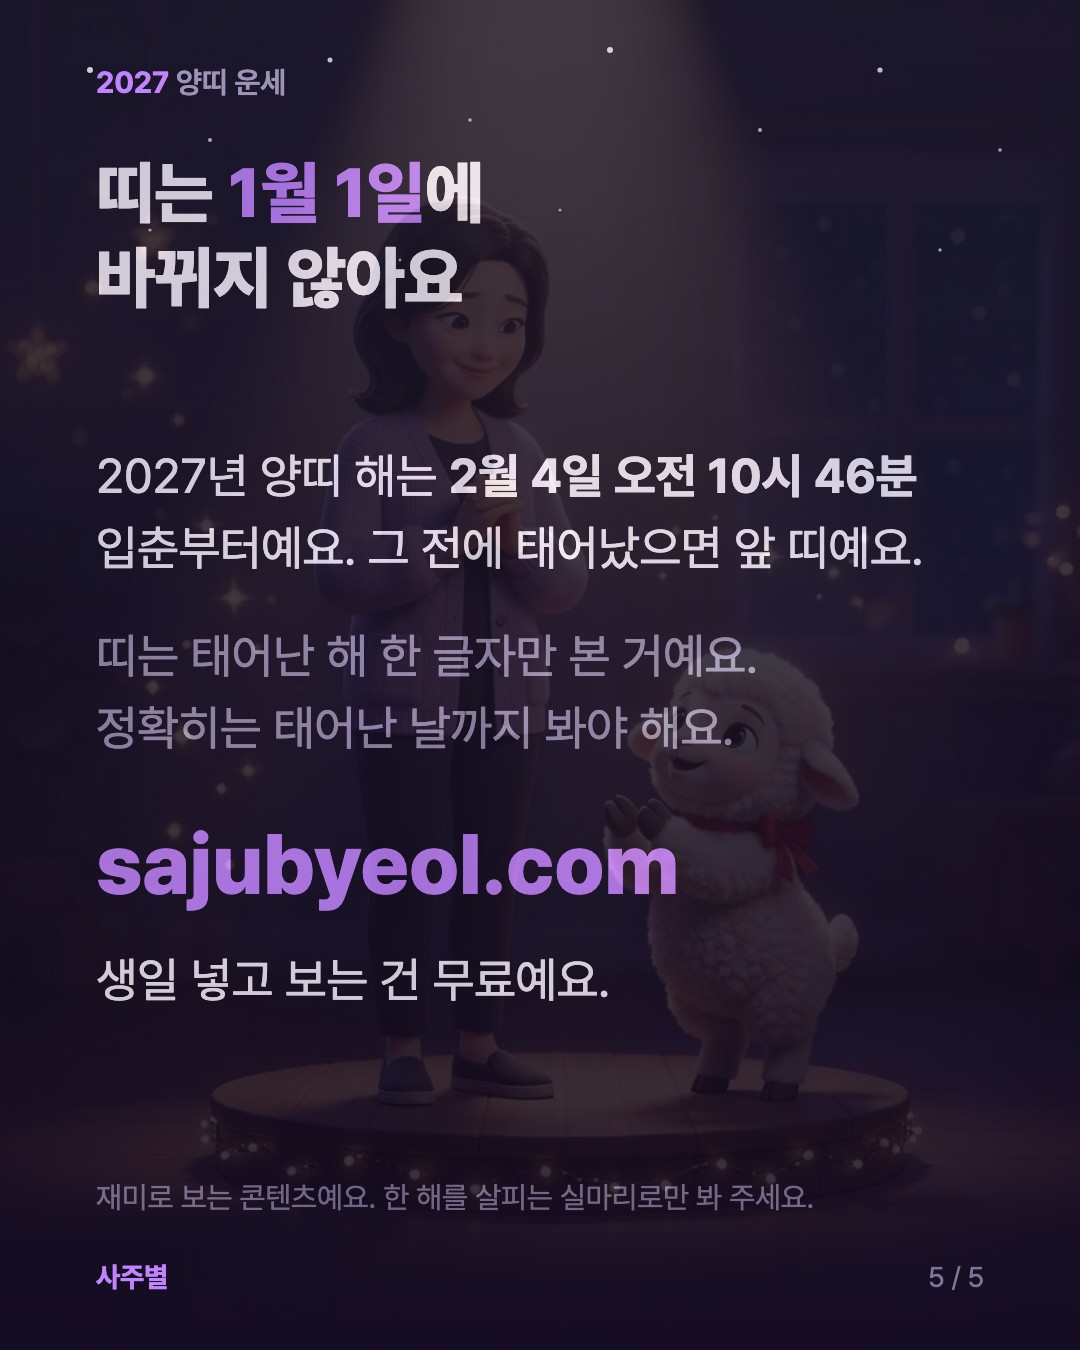 2027 양띠 운세
띠는 1월 1일에
바뀌지 않아요
2027년 양띠 해는 2월 4일 오전 10시 46분
입춘부터예요. 그 전에 태어났으면 앞 띠예요.
띠는 태어난 해 한 글자만 본 거예요.
정확히는 태어난 날까지 봐야 해요.
sajubyeol.com
생일 넣고 보는 건 무료예요.
재미로 보는 콘텐츠예요. 한 해를 살피는 실마리로만 봐 주세요.
사주별
5 / 5